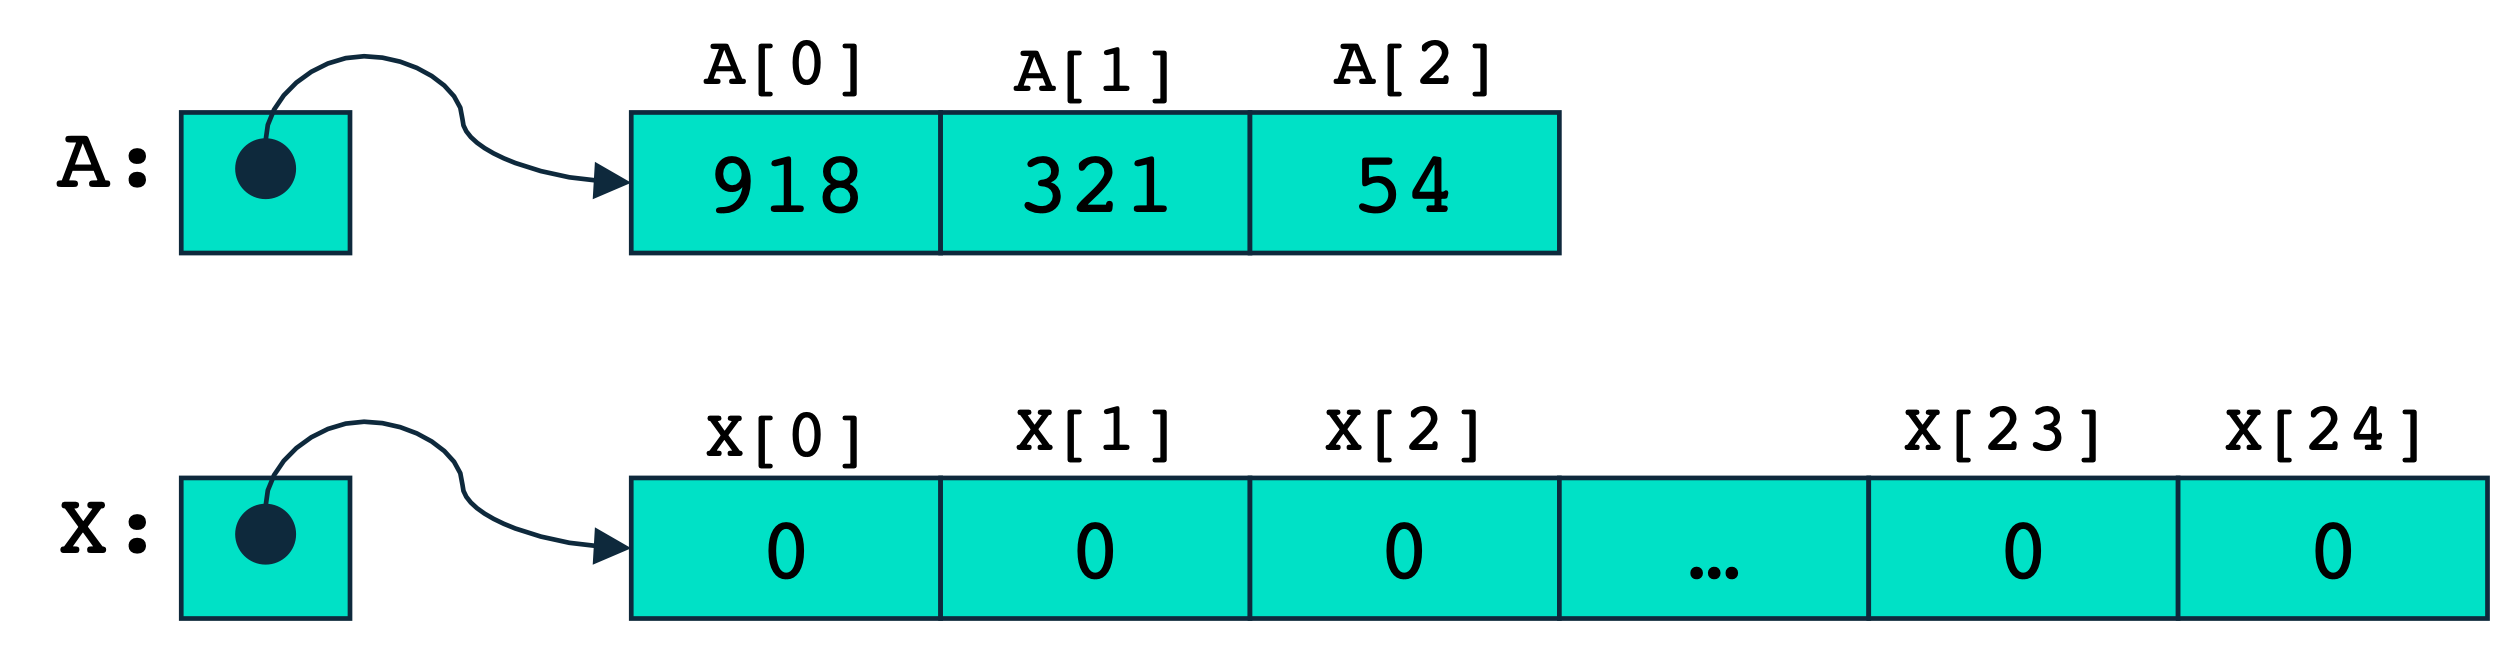 A[0] A[1] A[2]
A: 918 321 54
X[0] X[1] X[2] X[23] X[24]
X: 0 0 0 … 0 0